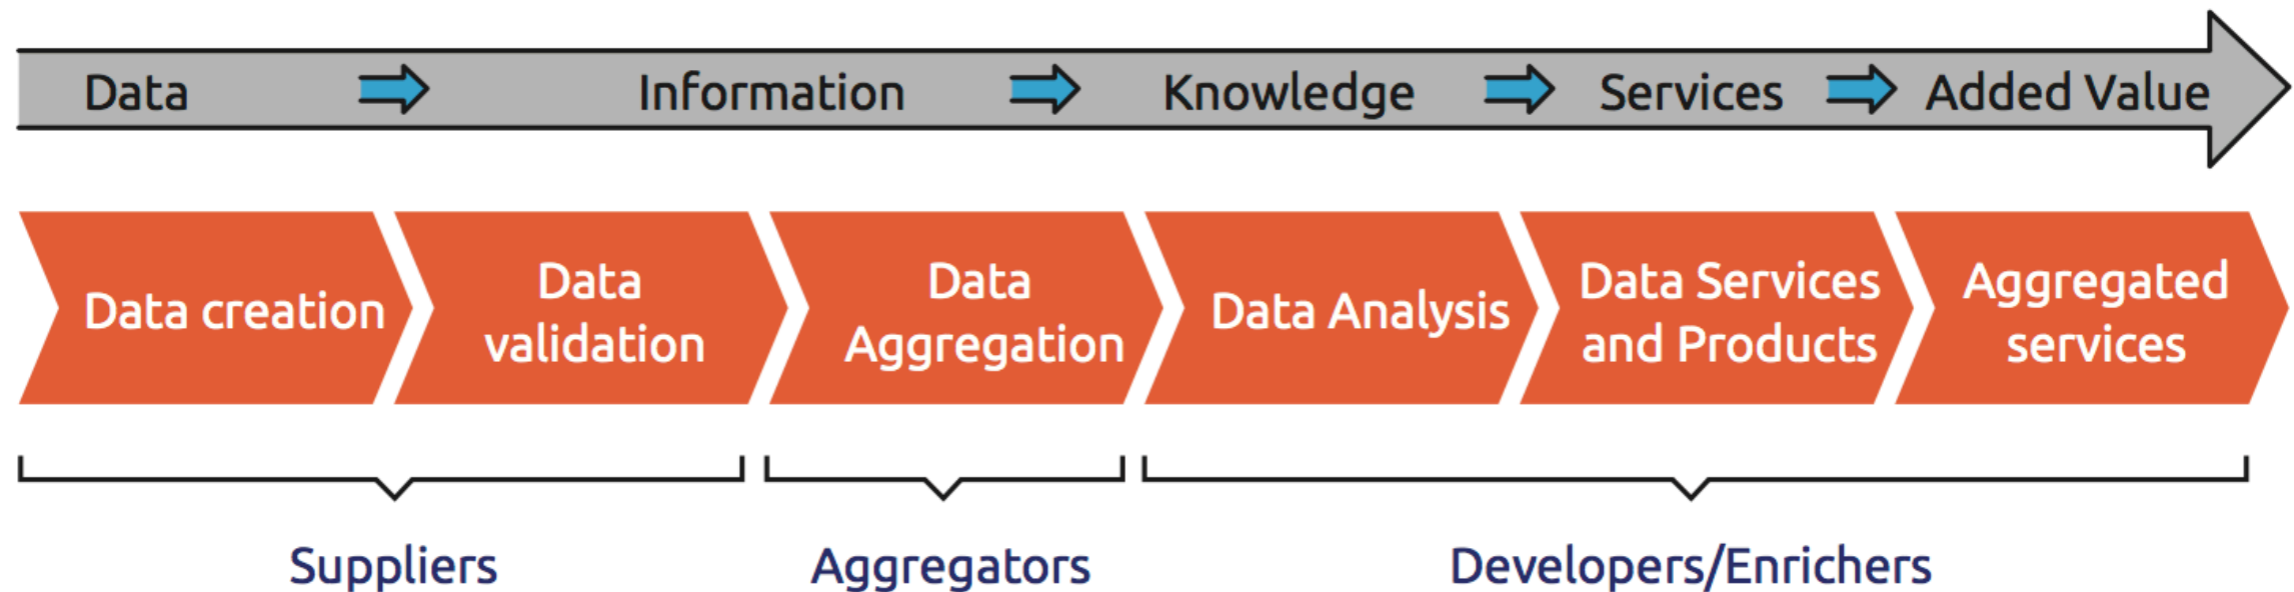 Data Information Knowledge Services Added Value
Data creation
Data
validation
Data
Aggregation
Data Analysis
Data Services
and Products
Aggregated
services
Suppliers
Aggregators
Developers/Enrichers